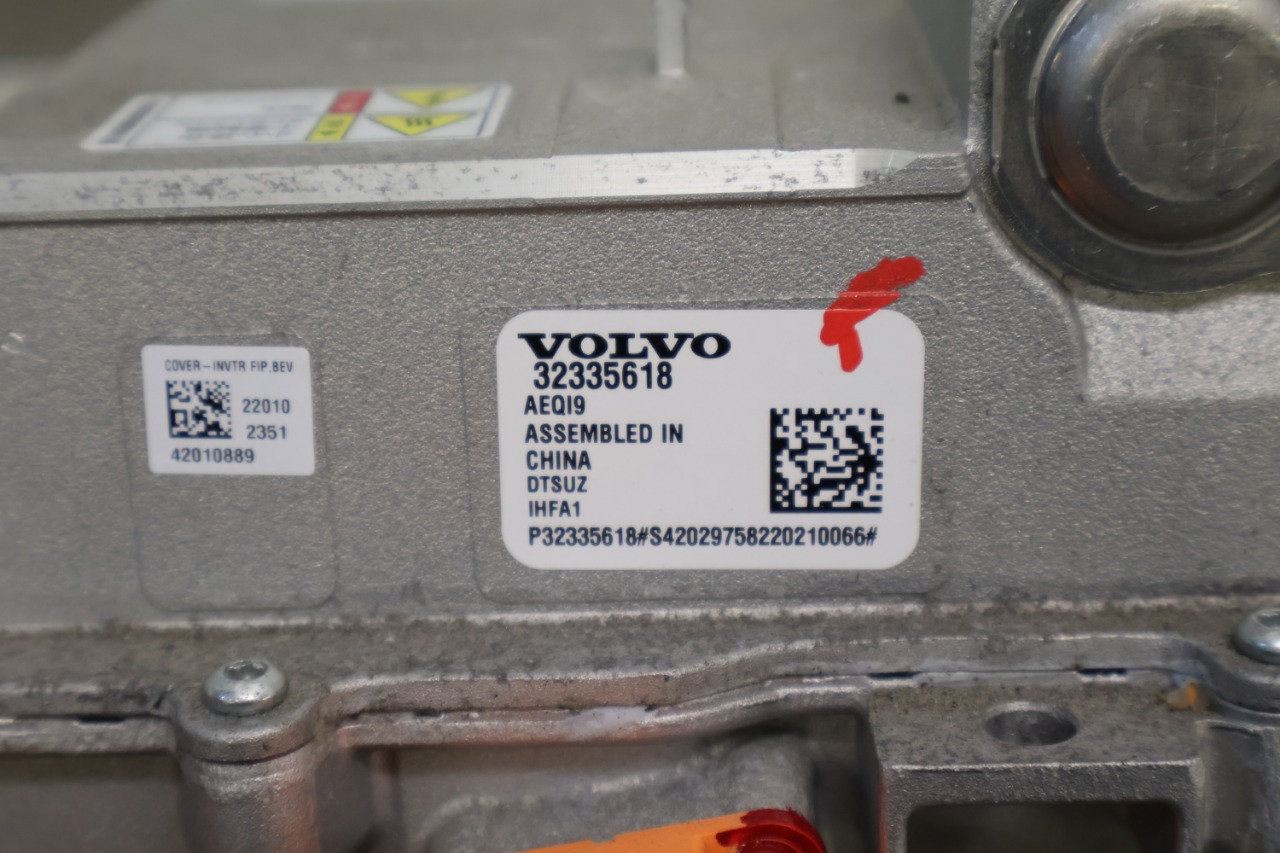 COVER-INVTR FIP,BEV
22010
2351
42010889
VOLVO
32335618
AEQI9
ASSEMBLED IN
CHINA
DTSUZ
IHFA1
P32335618#S42029758220210066#